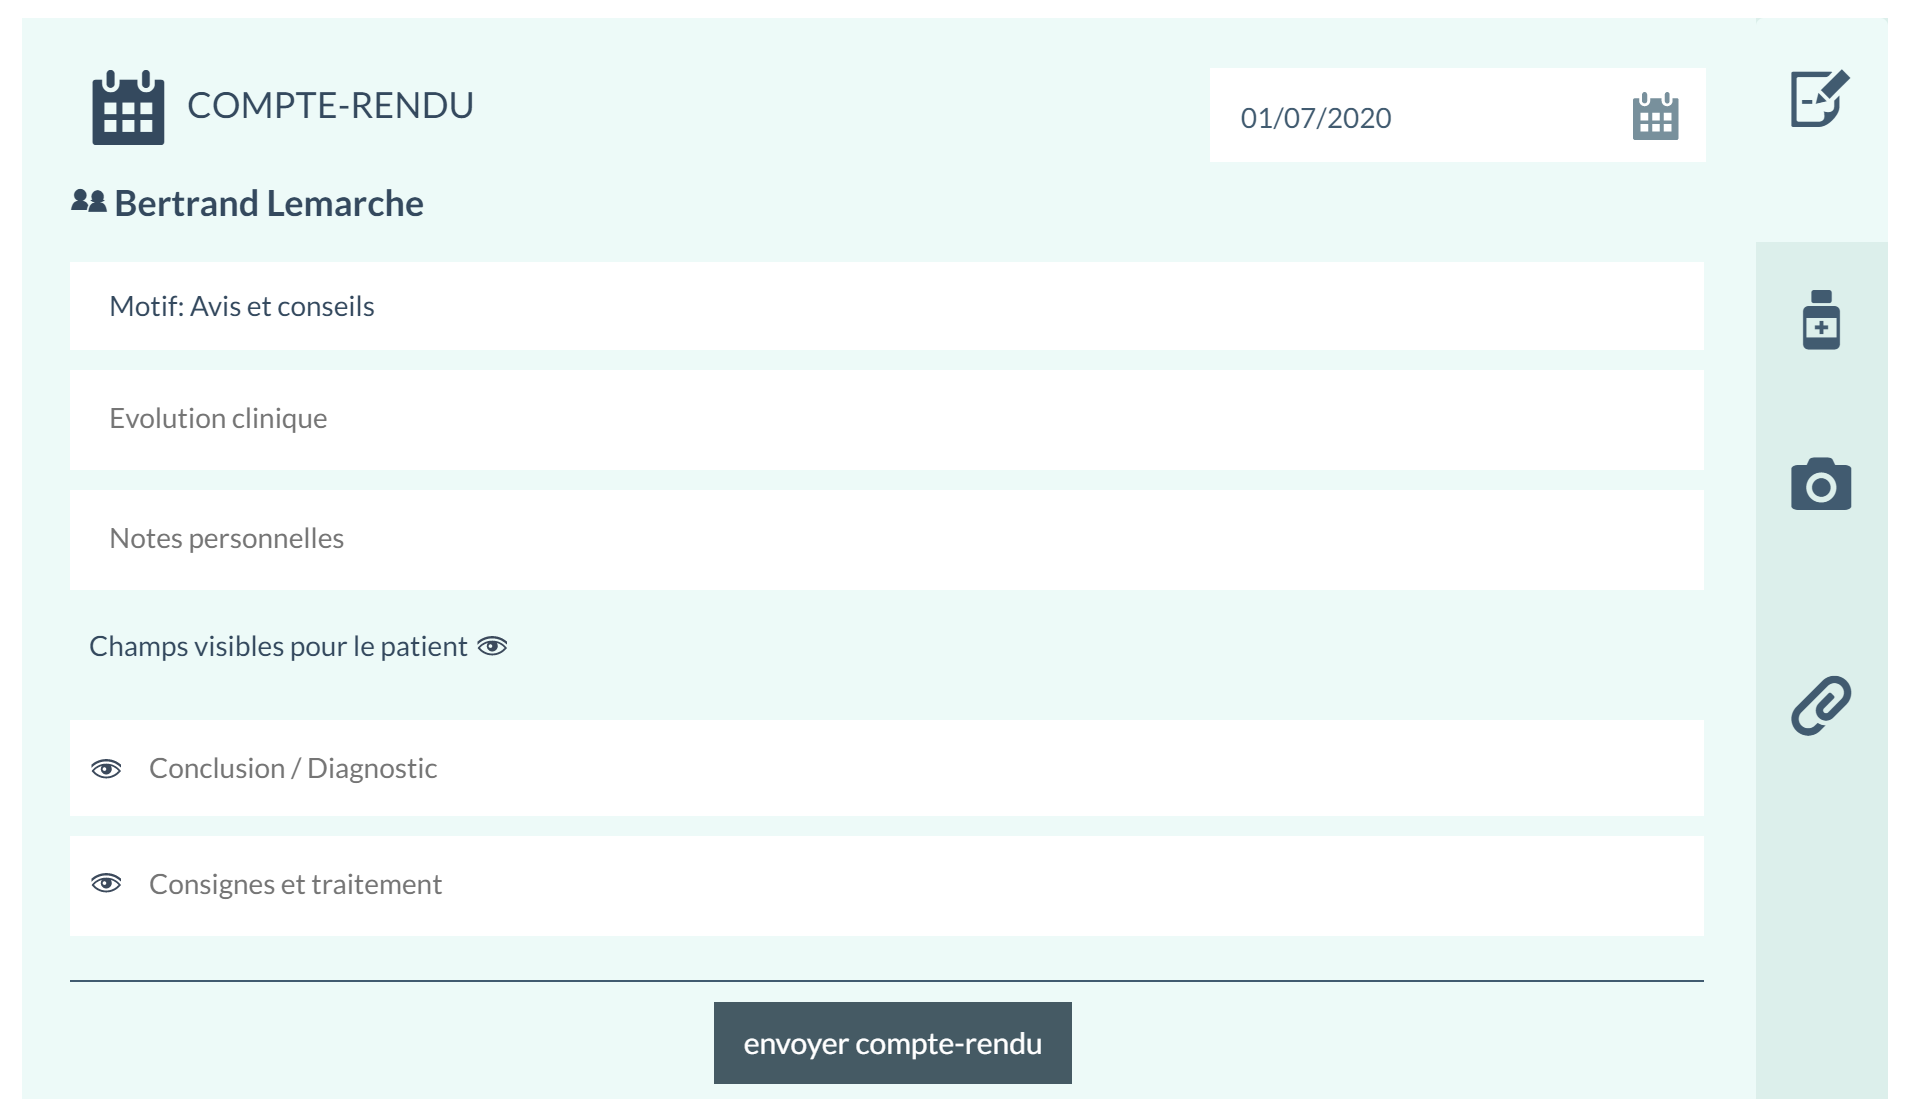 COMPTE-RENDU
01/07/2020
Bertrand Lemarche
Motif: Avis et conseils
Evolution clinique
Notes personnelles
Champs visibles pour le patient
Conclusion / Diagnostic
Consignes et traitement
envoyer compte-rendu